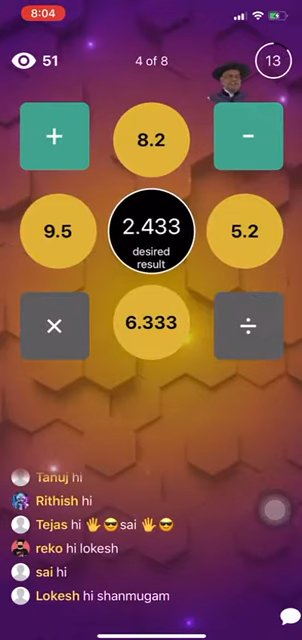 8:04
51
4 of 8
13
+
8.2
-
9.5
2.433
desired
result
5.2
×
6.333
÷
Tanuj hi
Rithish hi
Tejas hi 🖐😎sai 🖐😎
reko hi lokesh
sai hi
Lokesh hi shanmugam